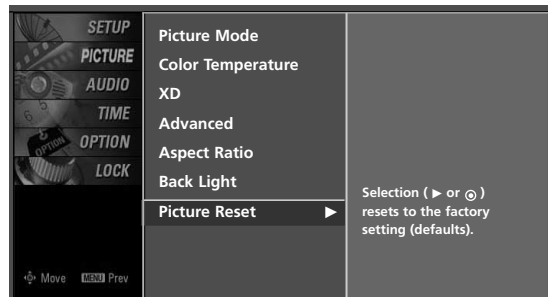 SETUP
PICTURE
AUDIO
TIME
OPTION
LOCK
Move MENU Prev
Picture Mode
Color Temperature
XD
Advanced
Aspect Ratio
Back Light
Picture Reset ►
Selection ( ► or ⊙ )
resets to the factory
setting (defaults).